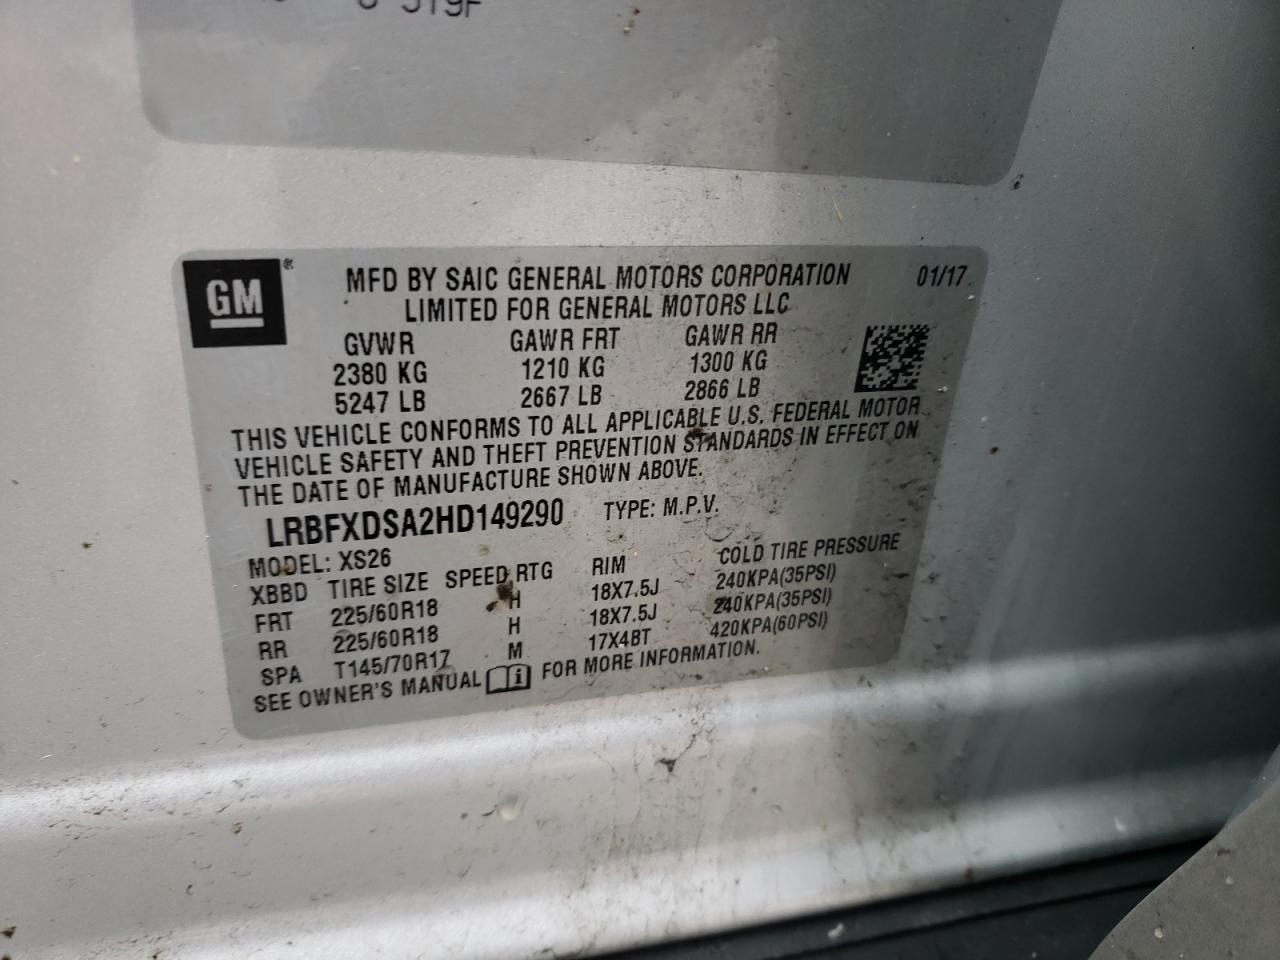 519F
GM ®
MFD BY SAIC GENERAL MOTORS CORPORATION 01/17
LIMITED FOR GENERAL MOTORS LLC
GVWR GAWR FRT GAWR RR
2380 KG 1210 KG 1300 KG
5247 LB 2667 LB 2866 LB
THIS VEHICLE CONFORMS TO ALL APPLICABLE U.S. FEDERAL MOTOR
VEHICLE SAFETY AND THEFT PREVENTION STANDARDS IN EFFECT ON
THE DATE OF MANUFACTURE SHOWN ABOVE.
LRBFXDSA2HD149290 TYPE: M.P.V.
MODEL: XS26
XBBD TIRE SIZE SPEED RTG RIM COLD TIRE PRESSURE
FRT 225/60R18 H 18X7.5J 240KPA(35PSI)
RR 225/60R18 H 18X7.5J 240KPA(35PSI)
SPA T145/70R17 M 17X4BT 420KPA(60PSI)
SEE OWNER'S MANUAL i FOR MORE INFORMATION.